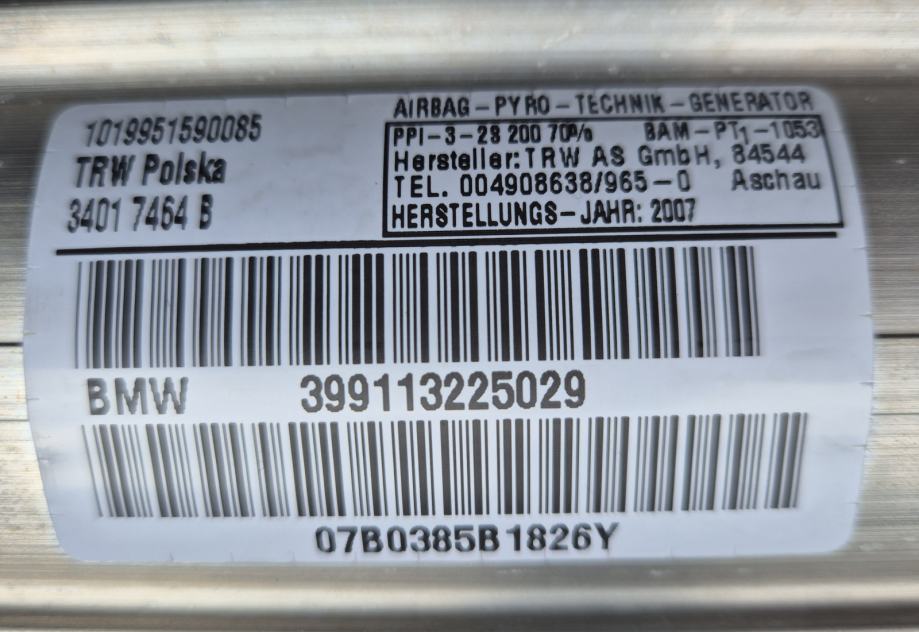 1019951590085
TRW Polska
3401 7464 B
AIRBAG-PYRO-TECHNIK-GENERATOR
PPI-3-28 200 70% BAM-PT₁-1053
Hersteller: TRW AS GmbH, 84544
TEL. 004908638/965-0 Aschau
HERSTELLUNGS-JAHR: 2007
BMW 399113225029
07B0385B1826Y